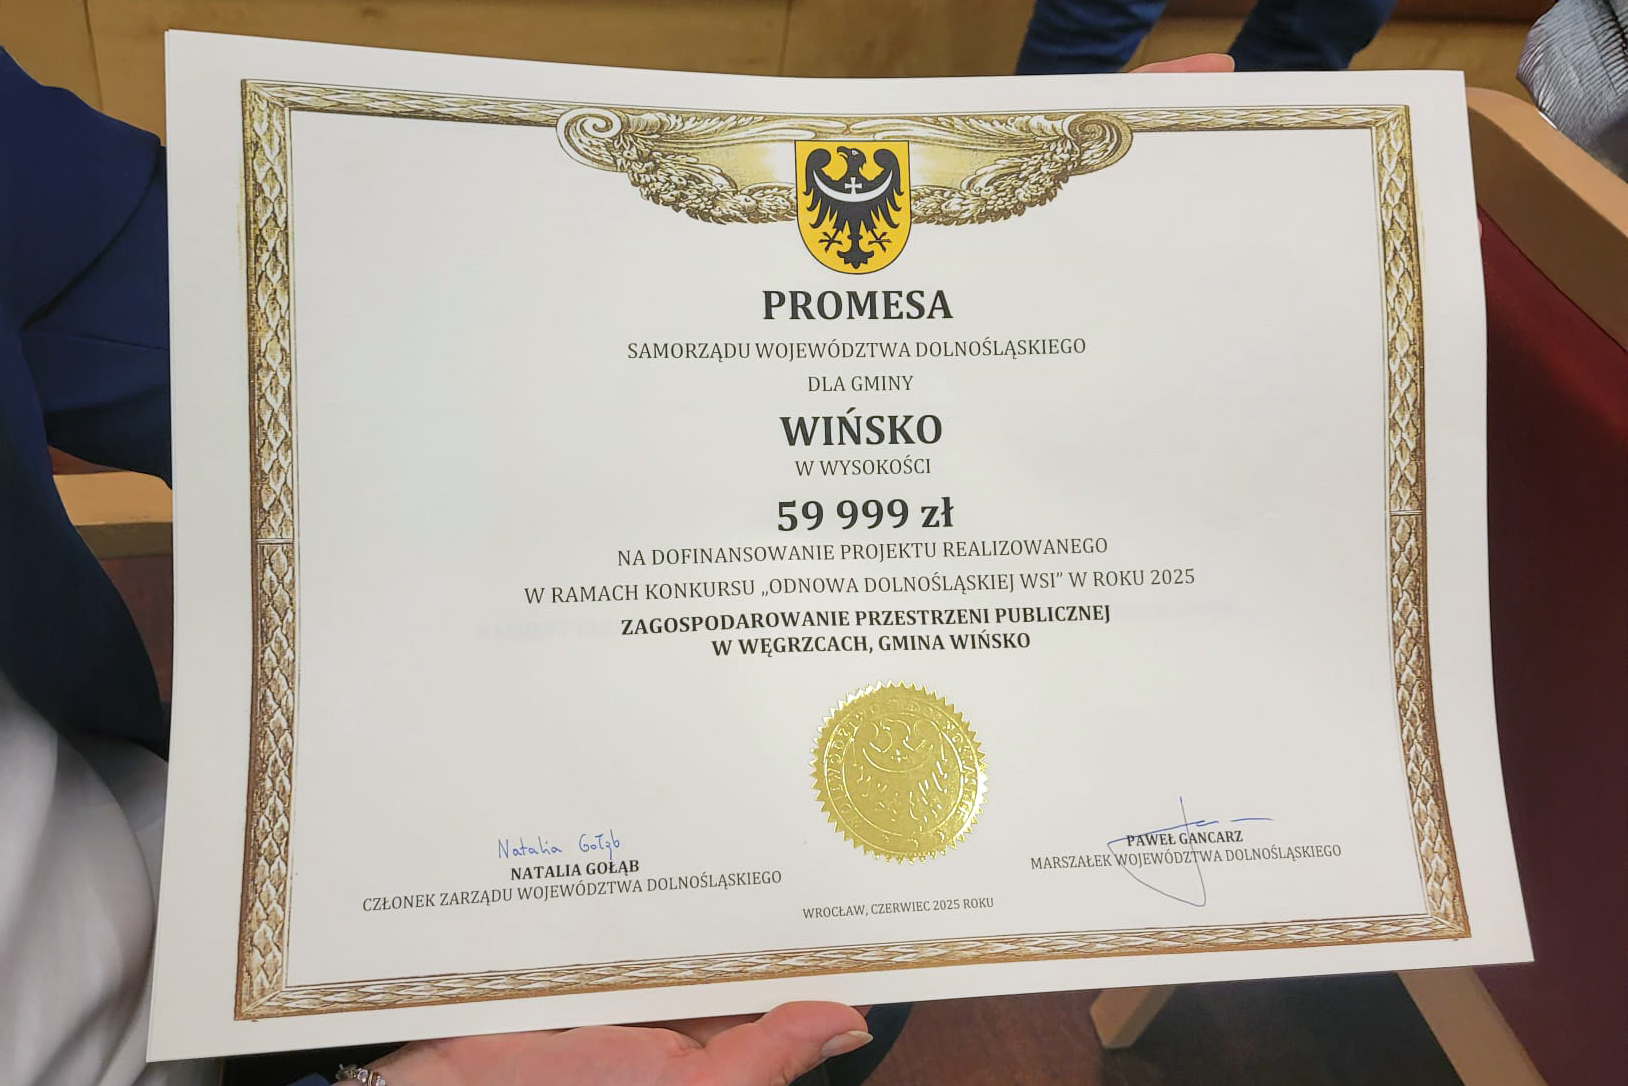 PROMESA
SAMORZĄDU WOJEWÓDZTWA DOLNOŚLĄSKIEGO
DLA GMINY
WIŃSKO
W WYSOKOŚCI
59 999 zł
NA DOFINANSOWANIE PROJEKTU REALIZOWANEGO
W RAMACH KONKURSU „ODNOWA DOLNOŚLĄSKIEJ WSI” W ROKU 2025
ZAGOSPODAROWANIE PRZESTRZENI PUBLICZNEJ
W WĘGRZCACH, GMINA WIŃSKO
Natalia Gołąb
NATALIA GOŁĄB
CZŁONEK ZARZĄDU WOJEWÓDZTWA DOLNOŚLĄSKIEGO
PAWEŁ GANCARZ
MARSZAŁEK WOJEWÓDZTWA DOLNOŚLĄSKIEGO
WROCŁAW, CZERWIEC 2025 ROKU